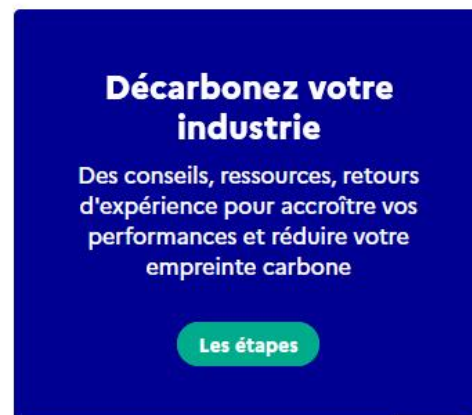 Décarbonez votre
industrie
Des conseils, ressources, retours
d'expérience pour accroître vos
performances et réduire votre
empreinte carbone
Les étapes